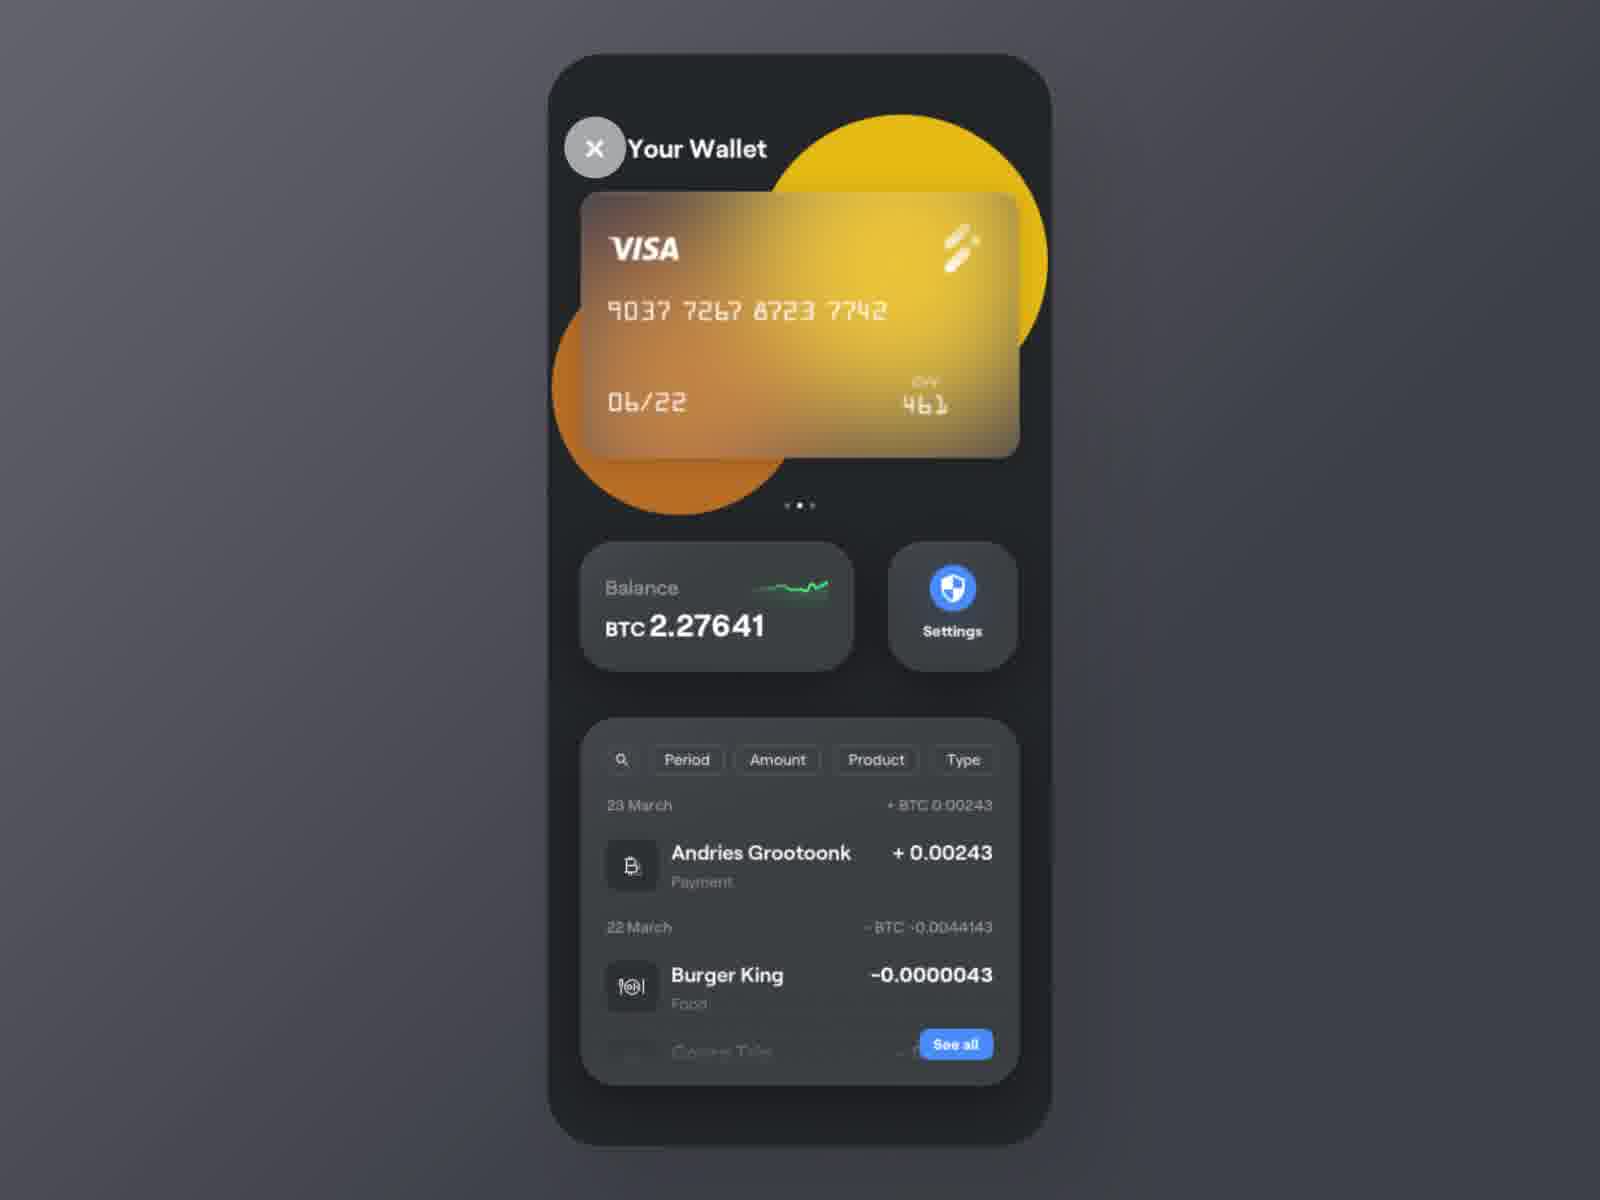 Your Wallet
VISA
9037 7267 8723 7742
CVV
06/22 461
Balance
BTC 2.27641
Settings
Period Amount Product Type
23 March + BTC 0.00243
Andries Grootoonk + 0.00243
Payment
22 March - BTC -0.0044143
Burger King -0.0000043
Food
See all